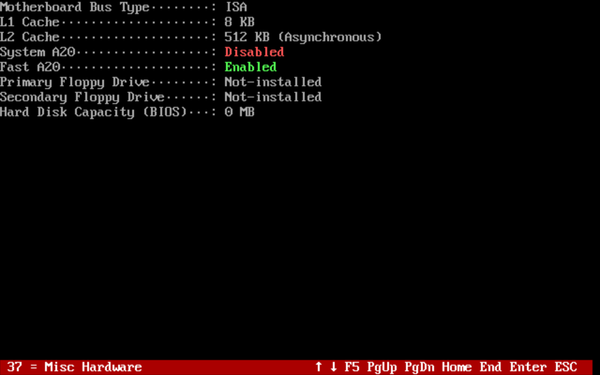 Motherboard Bus Type········: ISA
L1 Cache····················: 8 KB
L2 Cache····················: 512 KB (Asynchronous)
System A20··················: Disabled
Fast A20····················: Enabled
Primary Floppy Drive········: Not-installed
Secondary Floppy Drive······: Not-installed
Hard Disk Capacity (BIOS)···: 0 MB
37 = Misc Hardware ↑ ↓ F5 PgUp PgDn Home End Enter ESC